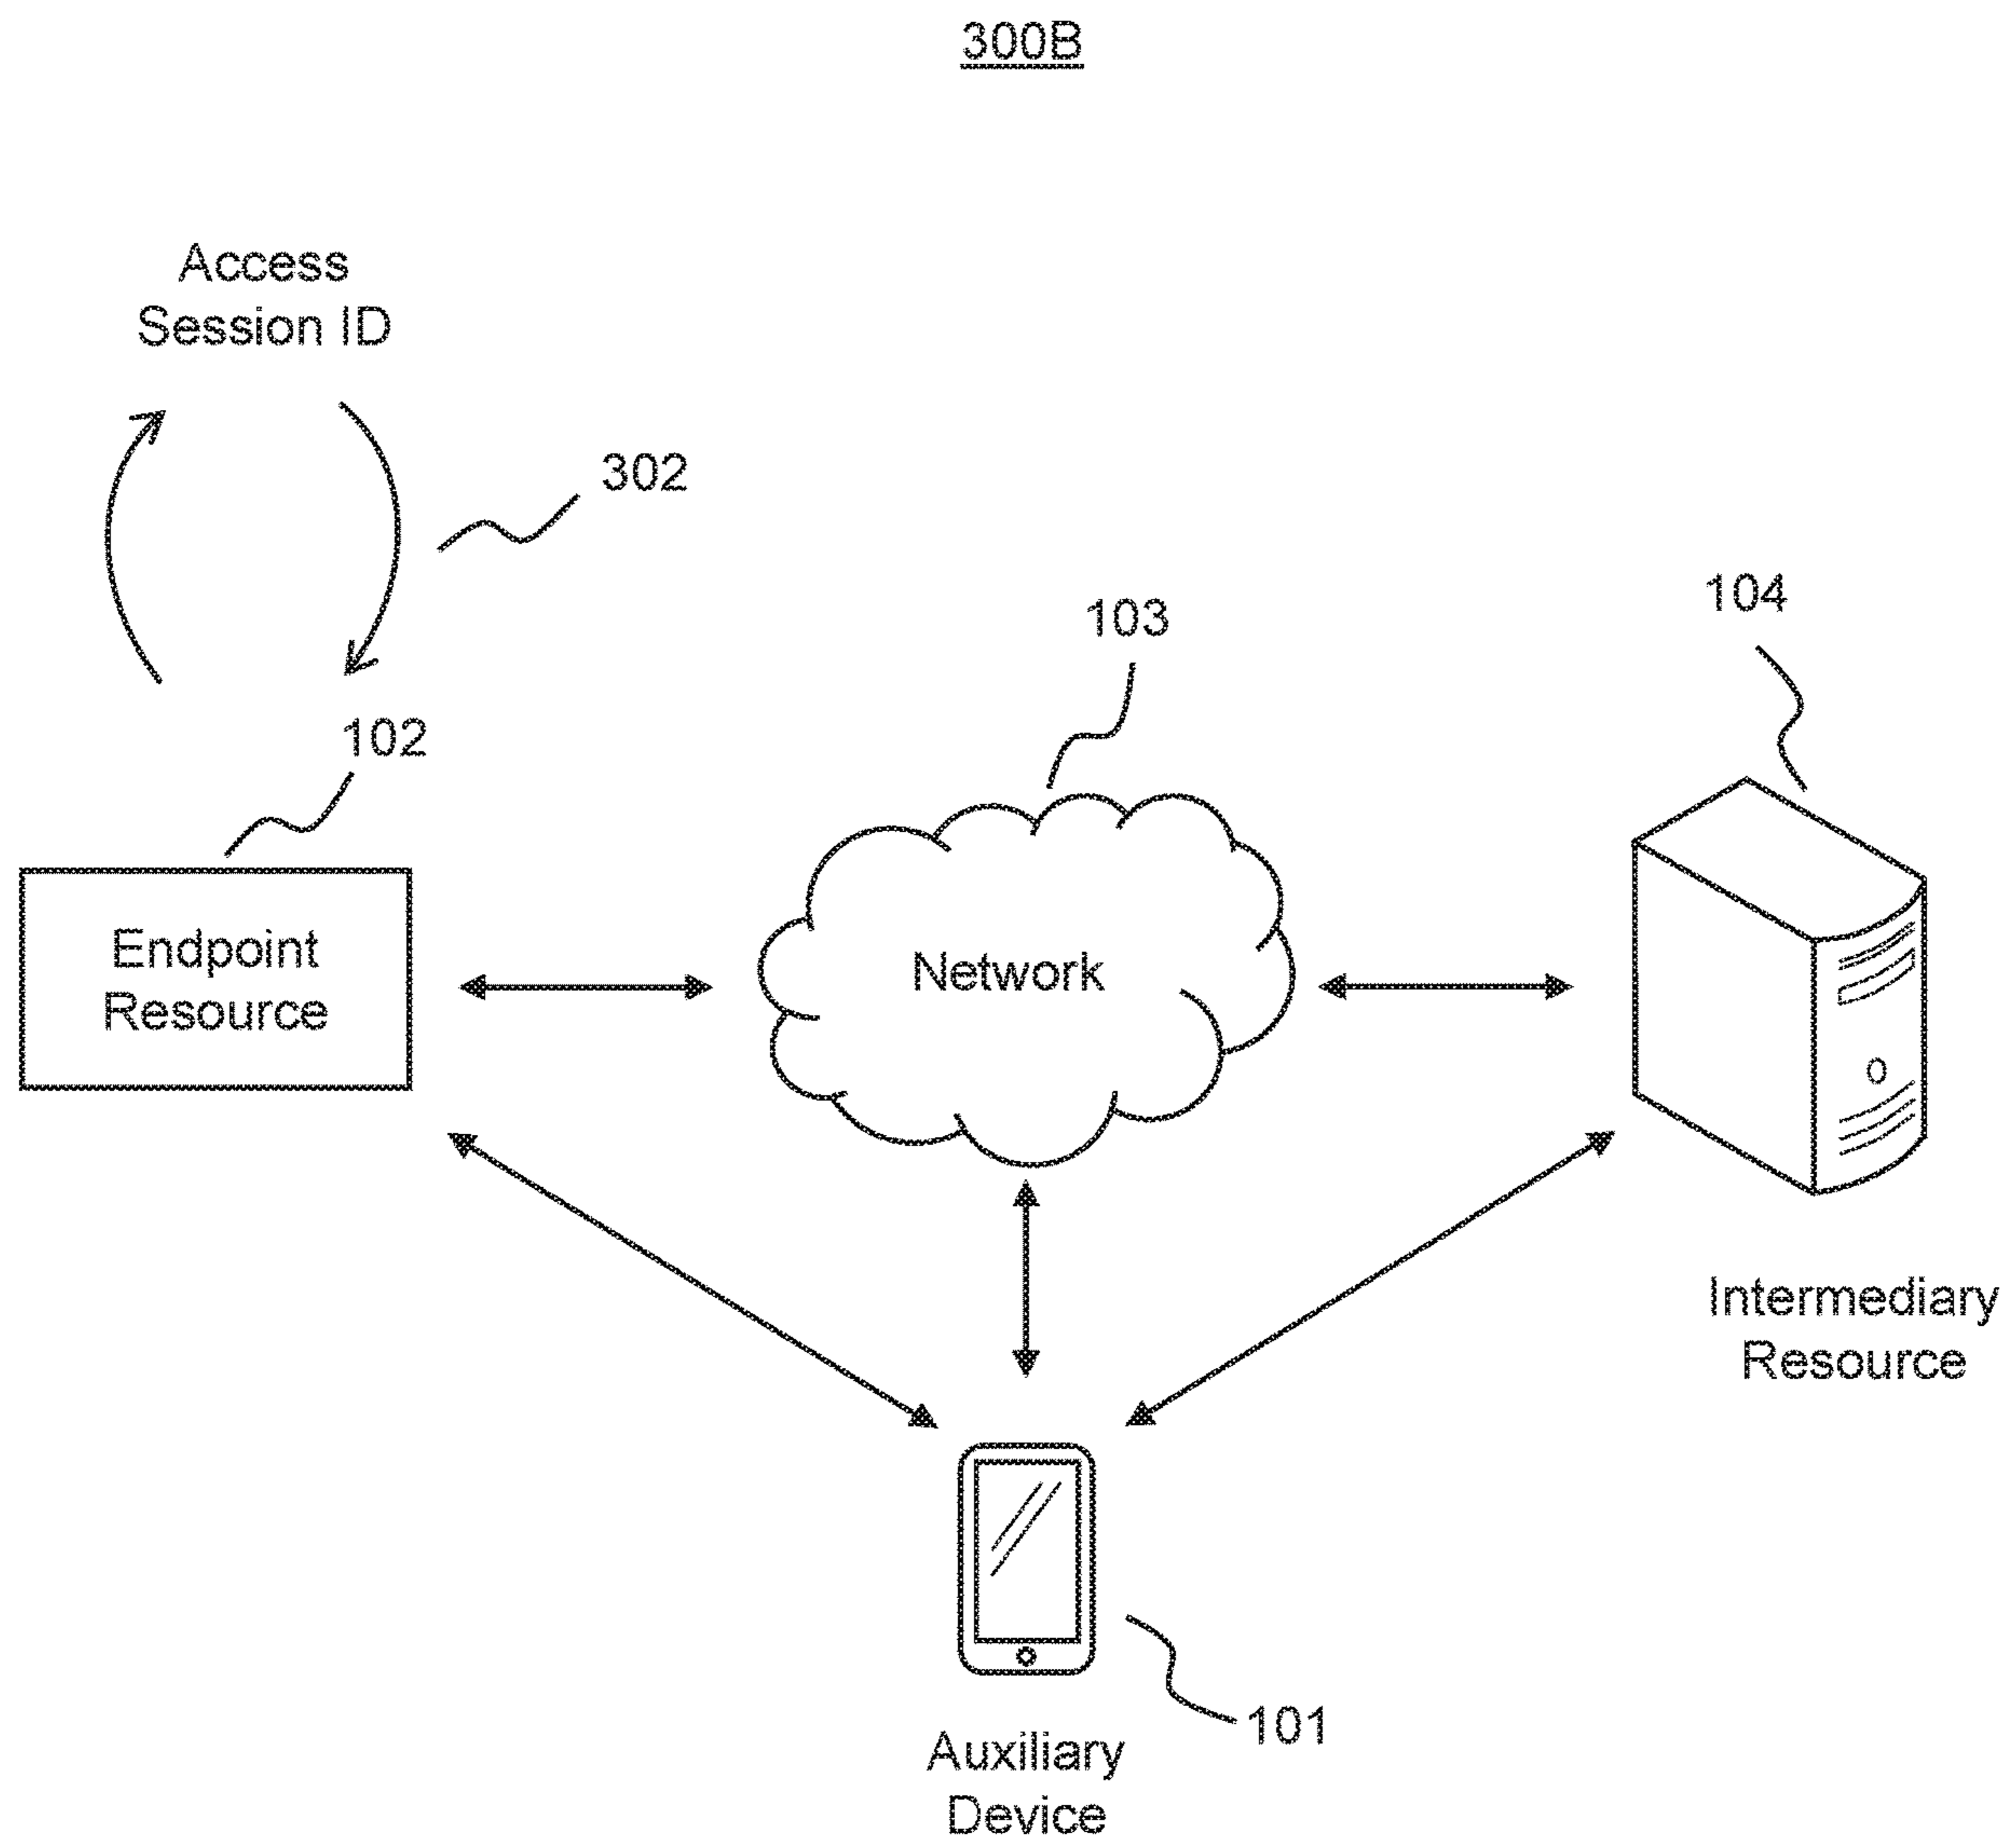 300B
Access
Session ID
302
103
104
102
Endpoint
Resource
Network
Intermediary
Resource
101
Auxiliary
Device